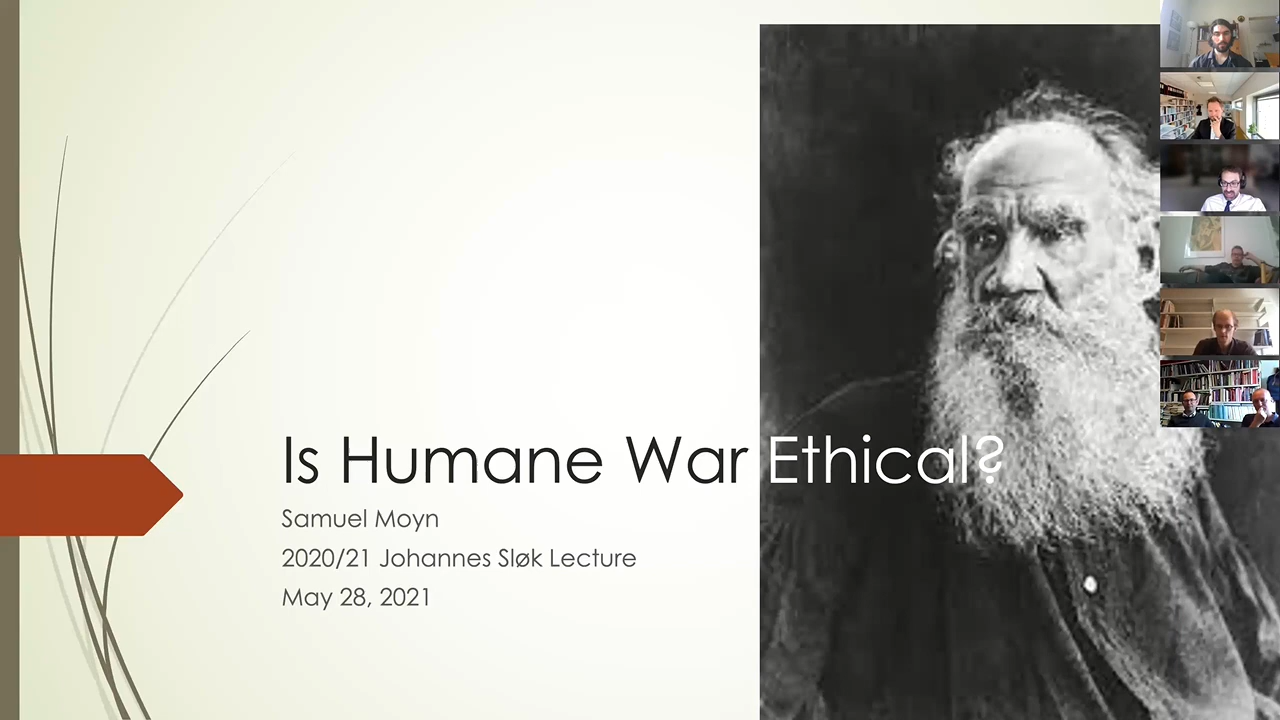 Is Humane War Ethical?
Samuel Moyn
2020/21 Johannes Sløk Lecture
May 28, 2021